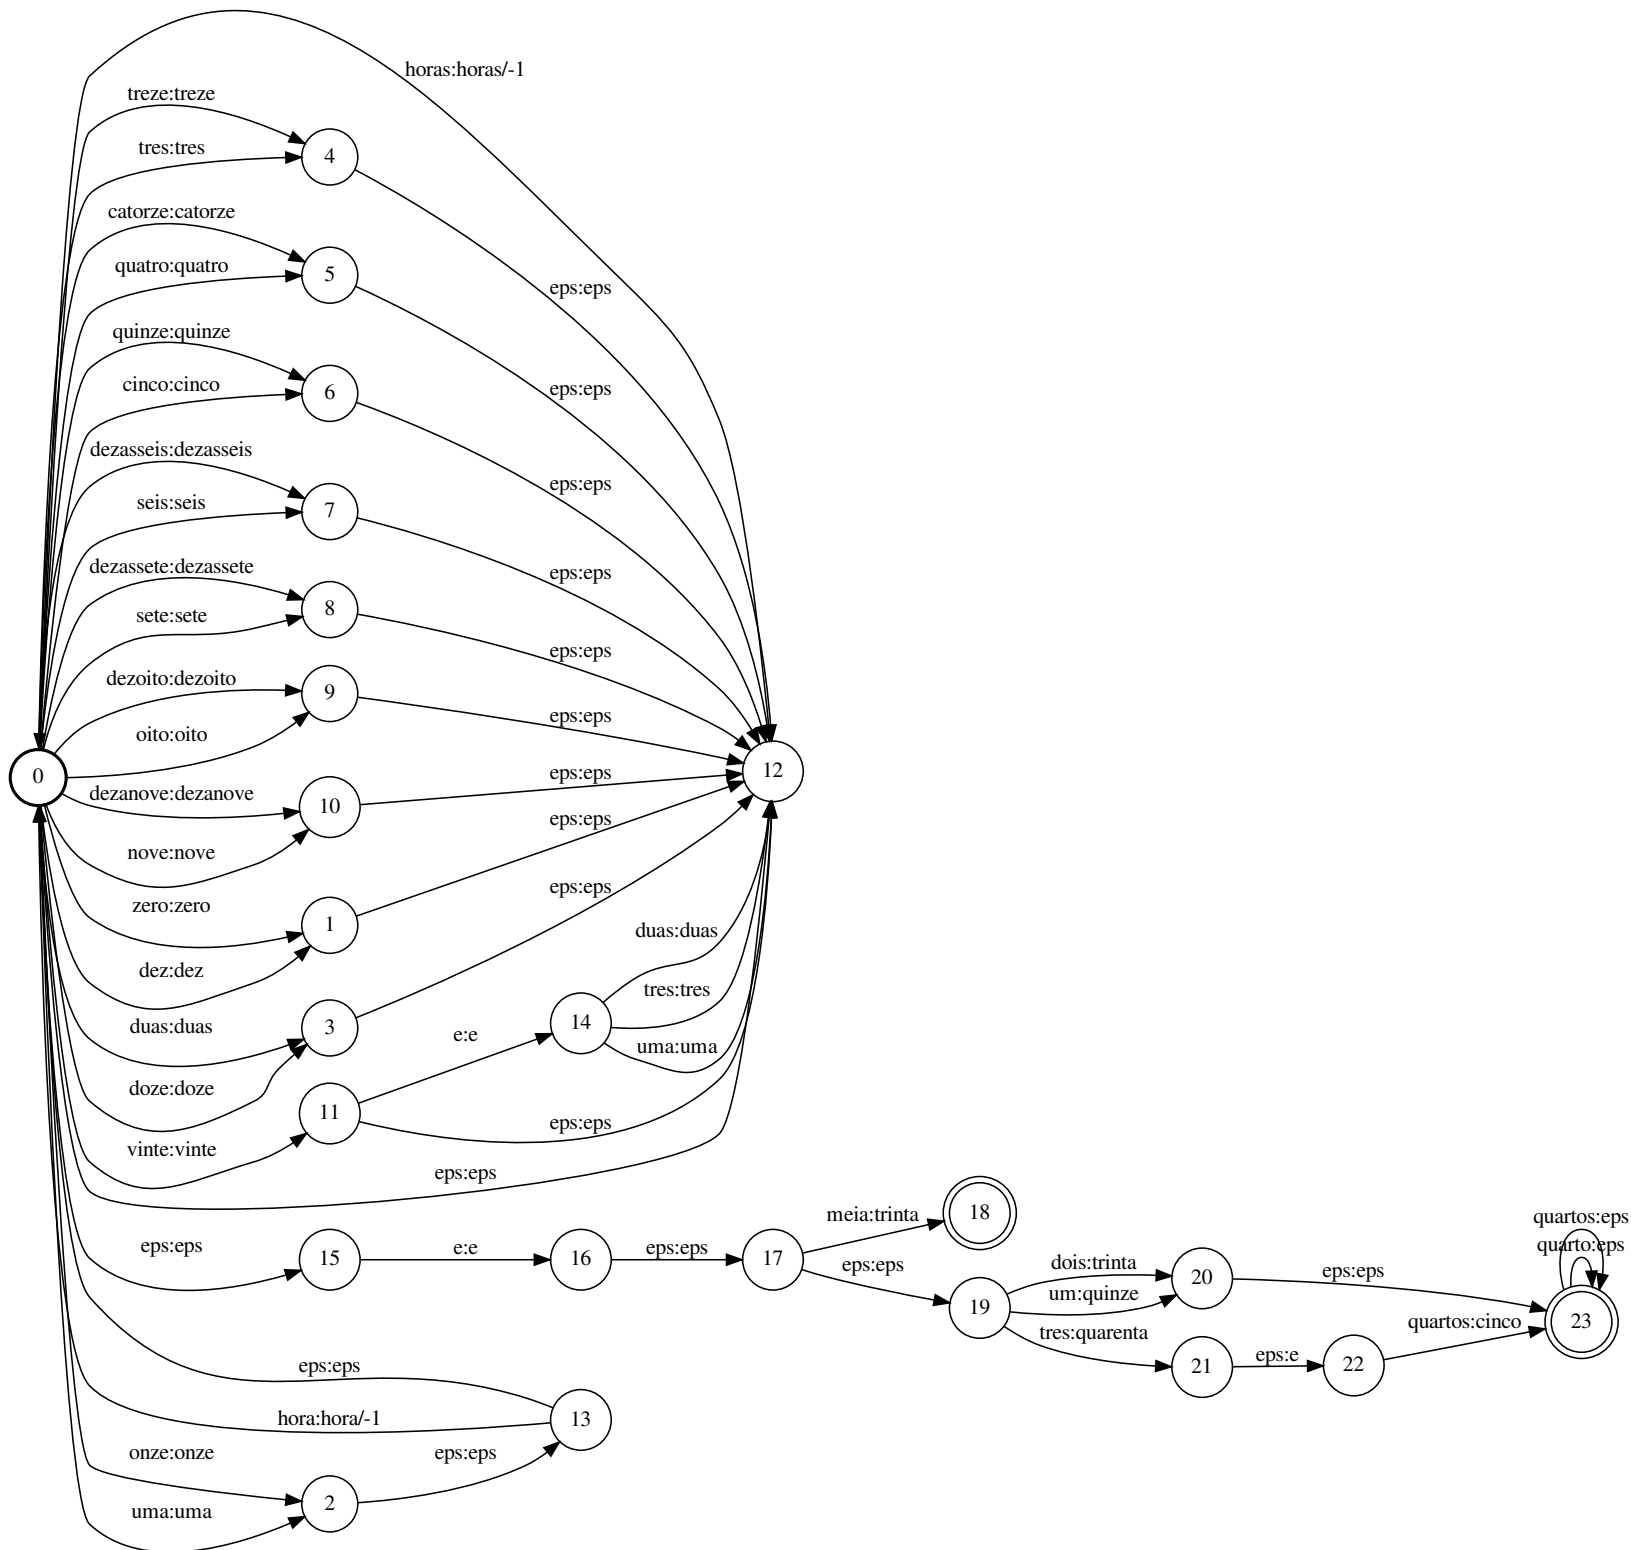 horas:horas/-1
treze:treze
4
tres:tres
catorze:catorze
5
quatro:quatro
eps:eps
quinze:quinze
6
cinco:cinco
eps:eps
dezasseis:dezasseis
7
seis:seis
eps:eps
dezassete:dezassete
8
sete:sete
eps:eps
dezoito:dezoito
9
oito:oito
eps:eps
eps:eps
0
12
dezanove:dezanove
10
eps:eps
nove:nove
eps:eps
zero:zero
1
eps:eps
dez:dez
duas:duas
duas:duas
3
14
tres:tres
e:e
uma:uma
doze:doze
11
eps:eps
vinte:vinte
eps:eps
eps:eps
15
e:e
16
eps:eps
17
meia:trinta
18
eps:eps
19
dois:trinta
um:quinze
20
eps:eps
tres:quarenta
21
eps:e
22
quartos:cinco
quartos:eps
quarto:eps
23
eps:eps
hora:hora/-1
13
onze:onze
eps:eps
2
uma:uma